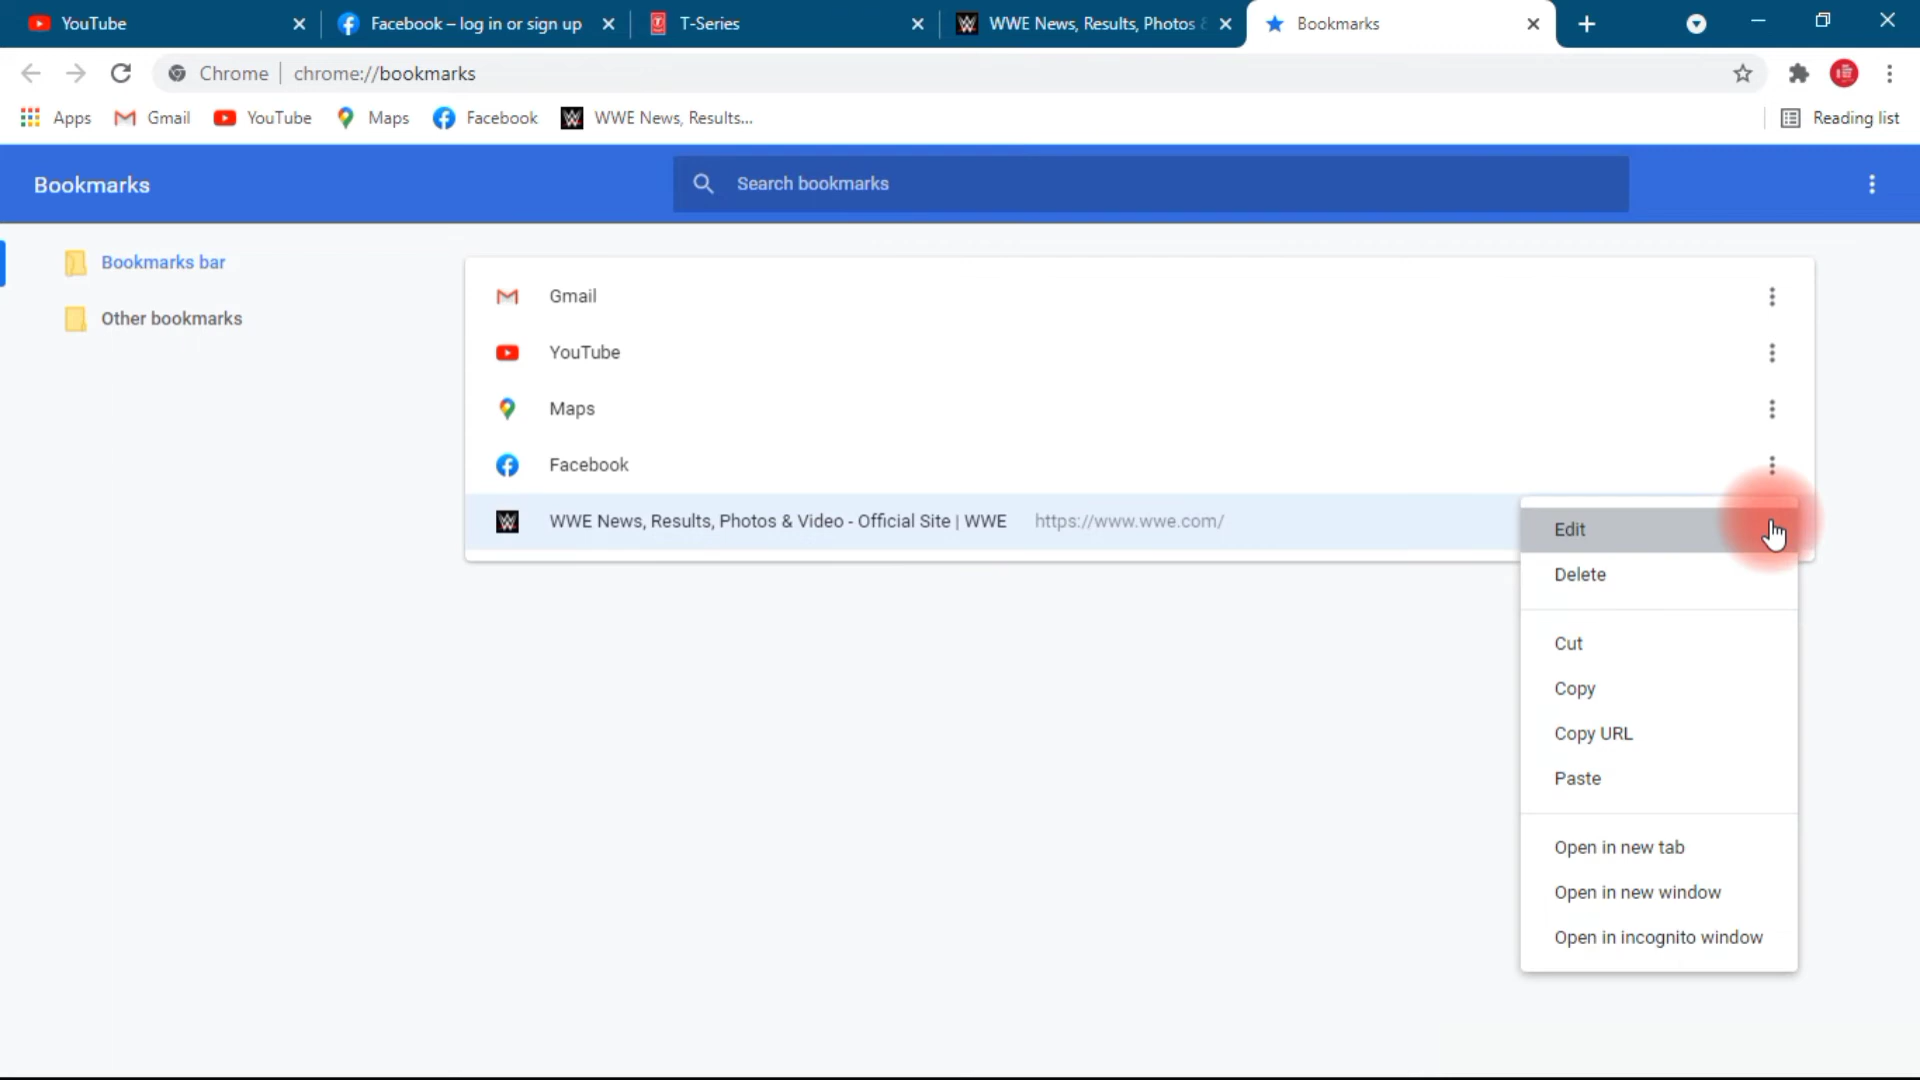 YouTube Facebook – log in or sign up T-Series WWE News, Results, Photos & Bookmarks
Chrome chrome://bookmarks
Apps Gmail YouTube Maps Facebook WWE News, Results... Reading list
Bookmarks Search bookmarks
Bookmarks bar
Other bookmarks
Gmail
YouTube
Maps
Facebook
WWE News, Results, Photos & Video - Official Site | WWE https://www.wwe.com/
Edit
Delete
Cut
Copy
Copy URL
Paste
Open in new tab
Open in new window
Open in incognito window